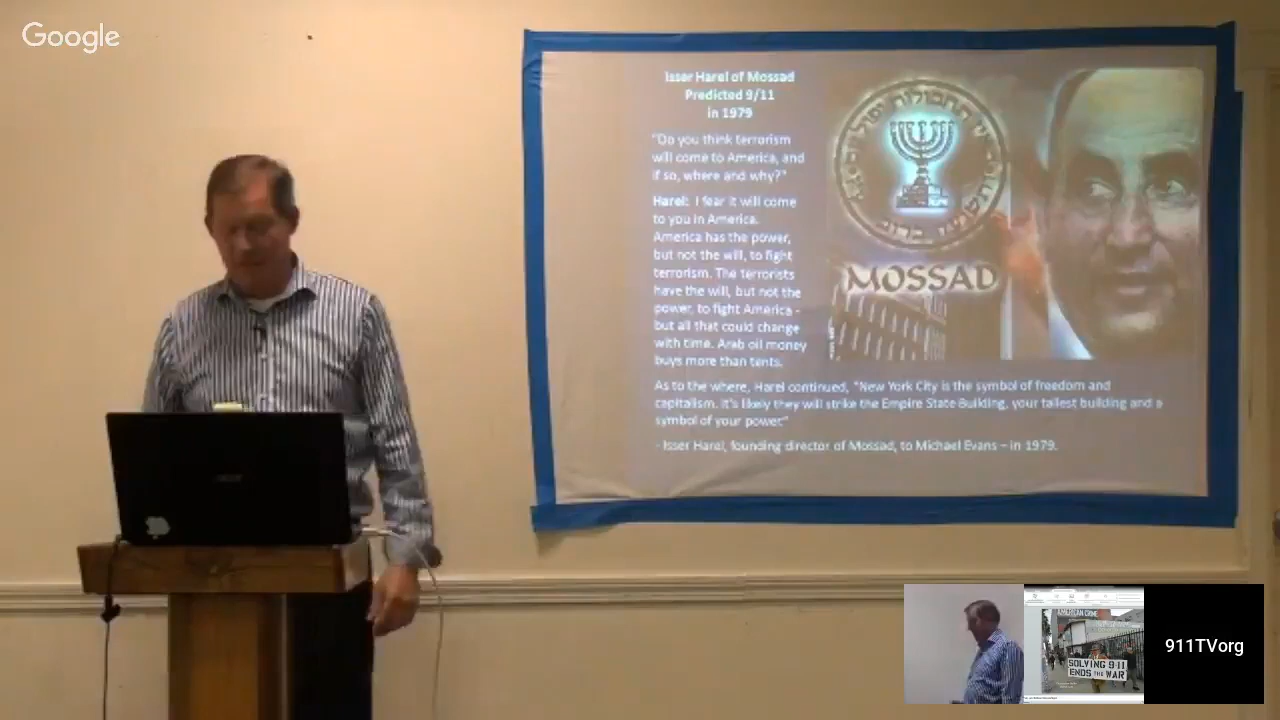 Google
Isser Harel of Mossad
Predicted 9/11
in 1979
"Do you think terrorism
will come to America, and
if so, where and why?"
Harel: I fear it will come
to you in America.
America has the power,
but not the will, to fight
terrorism. The terrorists
have the will, but not the
power, to fight America -
but all that could change
with time. Arab oil money
buys more than tents.
As to the where, Harel continued, "New York City is the symbol of freedom and
capitalism. It's likely they will strike the Empire State Building, your tallest building and a
symbol of your power."
- Isser Harel, founding director of Mossad, to Michael Evans – in 1979.
MOSSAD
acer
AMERICAN CRIME
SOLVING 9-11
ENDS THE WAR
911TVorg